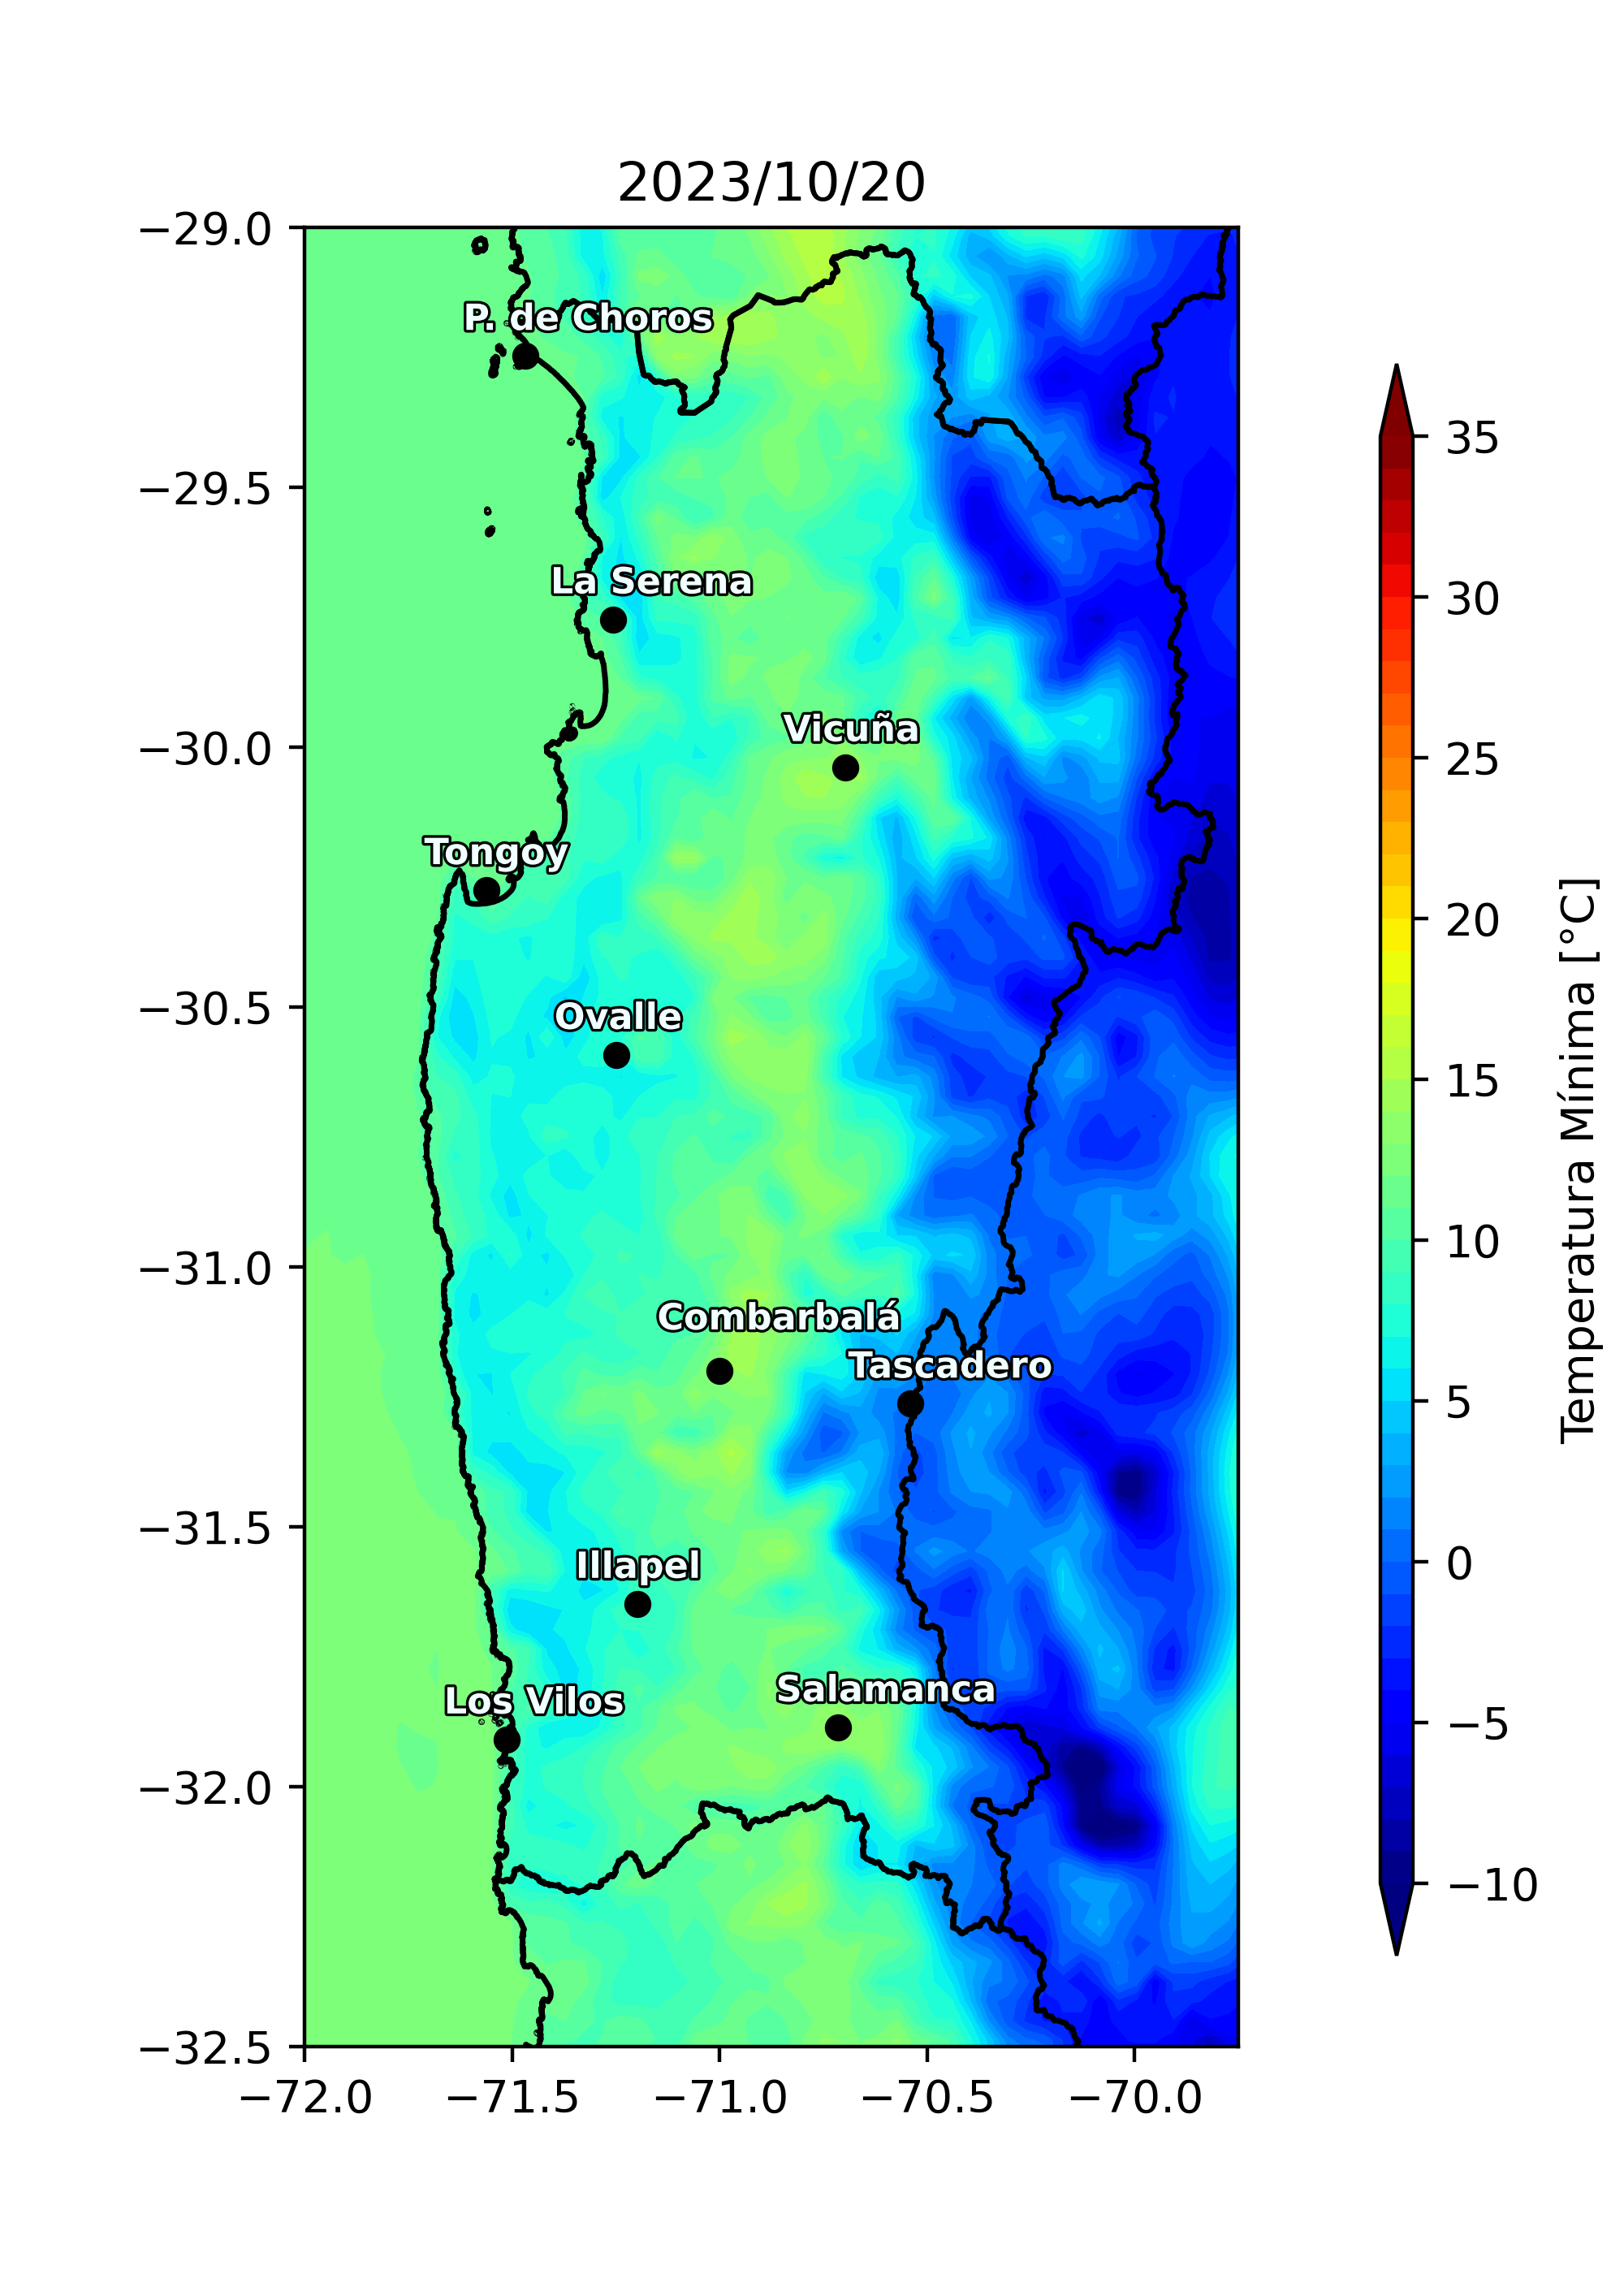 2023/10/20
−29.0
−29.5
−30.0
−30.5
−31.0
−31.5
−32.0
−32.5
−72.0
−71.5
−71.0
−70.5
−70.0
P. de Choros
La Serena
Vicuña
Tongoy
Ovalle
Combarbalá
Tascadero
Illapel
Los Vilos
Salamanca
35
30
25
20
15
10
5
0
−5
−10
Temperatura Mínima [°C]